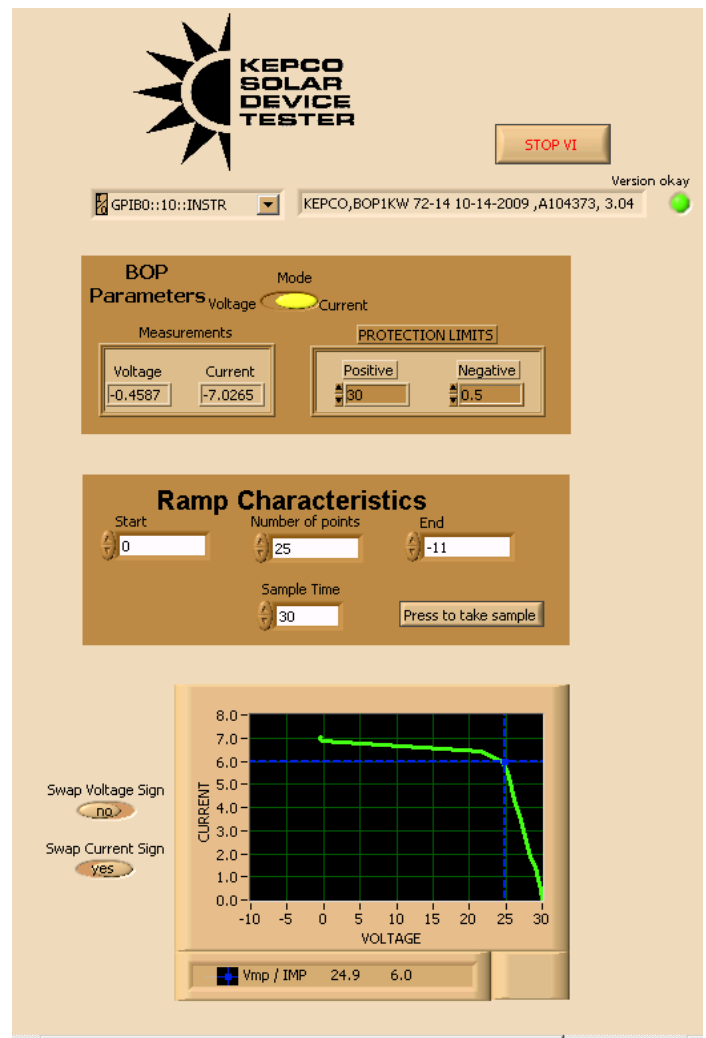 KEPCO
SOLAR
DEVICE
TESTER
STOP VI
Version okay
GPIB0::10::INSTR
KEPCO,BOP1KW 72-14 10-14-2009 ,A104373, 3.04
BOP
Parameters
Mode
Voltage
Current
Measurements
PROTECTION LIMITS
Voltage Current
Positive Negative
-0.4587 -7.0265
30 0.5
Ramp Characteristics
Start Number of points End
0 25 -11
Sample Time
30
Press to take sample
Swap Voltage Sign
no
Swap Current Sign
yes
8.0
7.0
6.0
5.0
4.0
3.0
2.0
1.0
0.0
CURRENT
-10 -5 0 5 10 15 20 25 30
VOLTAGE
Vmp / IMP 24.9 6.0